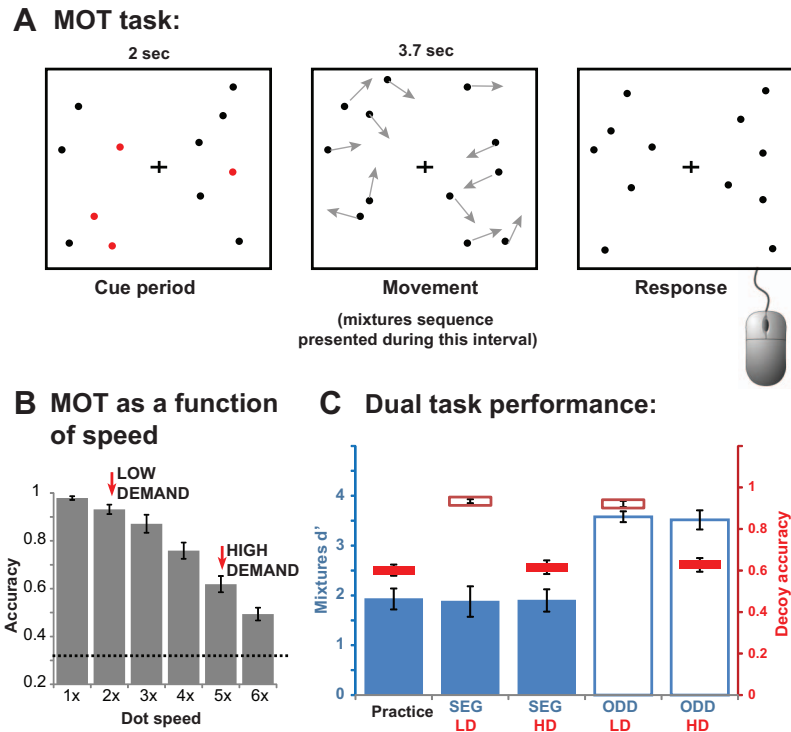 A MOT task:
2 sec
3.7 sec
Cue period
Movement
Response
(mixtures sequence
presented during this interval)
B MOT as a function
of speed
LOW
DEMAND
HIGH
DEMAND
Accuracy
1
0.8
0.6
0.4
0.2
1x 2x 3x 4x 5x 6x
Dot speed
C Dual task performance:
Mixtures d'
4
3
2
1
0
Decoy accuracy
1
0.8
0.6
0.4
0.2
0
Practice SEG SEG ODD ODD
LD HD LD HD